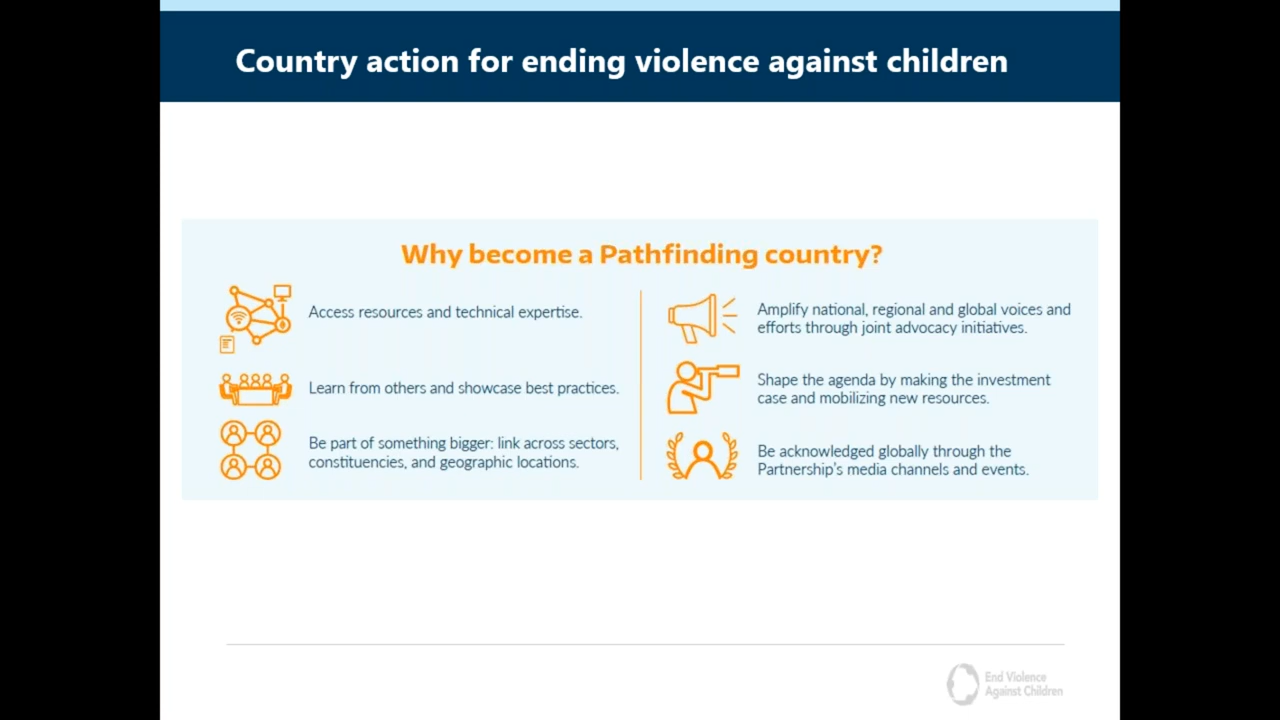 Country action for ending violence against children
Why become a Pathfinding country?
Access resources and technical expertise.
Learn from others and showcase best practices.
Be part of something bigger: link across sectors,
constituencies, and geographic locations.
Amplify national, regional and global voices and
efforts through joint advocacy initiatives.
Shape the agenda by making the investment
case and mobilizing new resources.
Be acknowledged globally through the
Partnership's media channels and events.
End Violence
Against Children